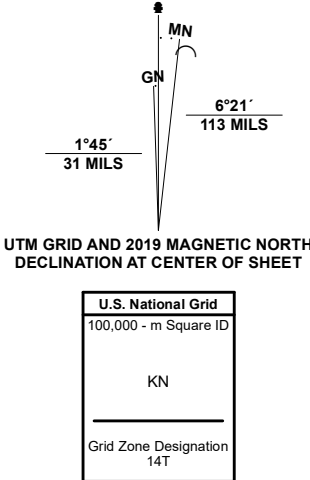 MN
GN
6°21´
113 MILS
1°45´
31 MILS
UTM GRID AND 2019 MAGNETIC NORTH
DECLINATION AT CENTER OF SHEET
U.S. National Grid
100,000 - m Square ID
KN
Grid Zone Designation
14T